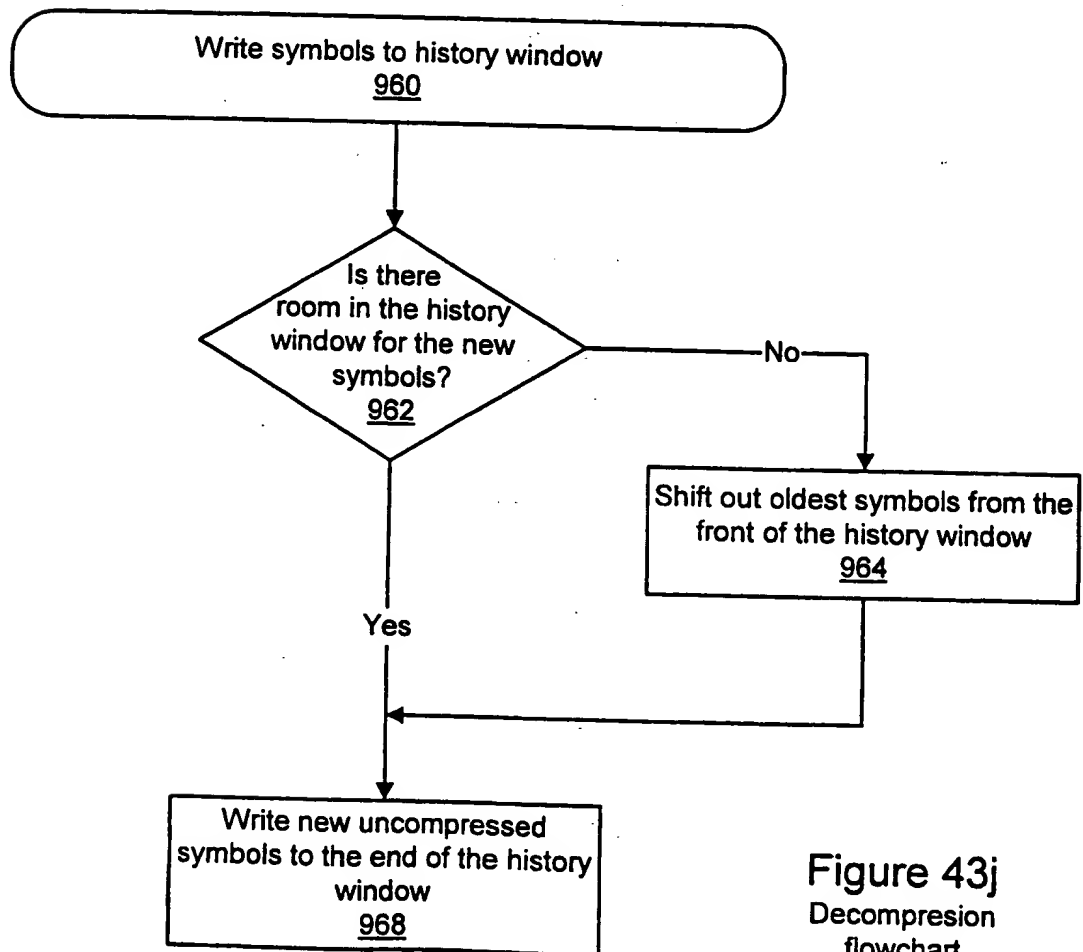 Write symbols to history window
960
Is there
room in the history
window for the new
symbols?
962
No
Shift out oldest symbols from the
front of the history window
964
Yes
Write new uncompressed
symbols to the end of the history
window
968
Figure 43j
Decompresion
flowchart